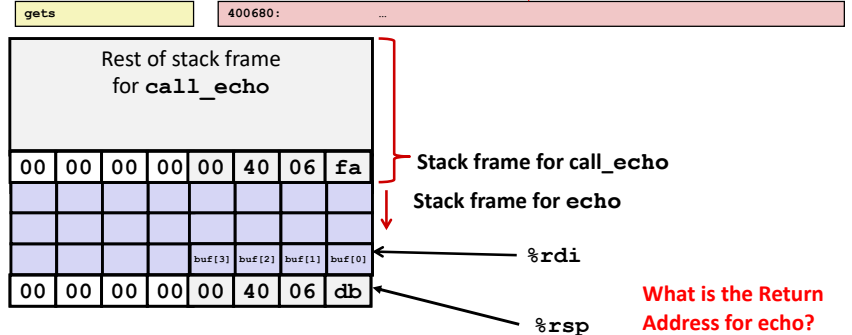 gets
400680: …
Rest of stack frame
for call_echo
00 00 00 00 00 40 06 fa
Stack frame for call_echo
Stack frame for echo
buf[3] buf[2] buf[1] buf[0]
%rdi
00 00 00 00 00 40 06 db
%rsp
What is the Return
Address for echo?